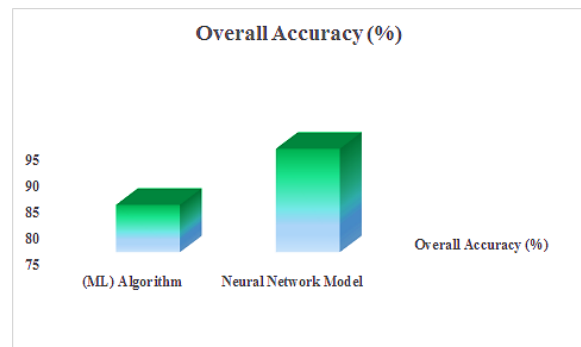 Overall Accuracy (%)
95
90
85
80
75
Overall Accuracy (%)
(ML) Algorithm
Neural Network Model